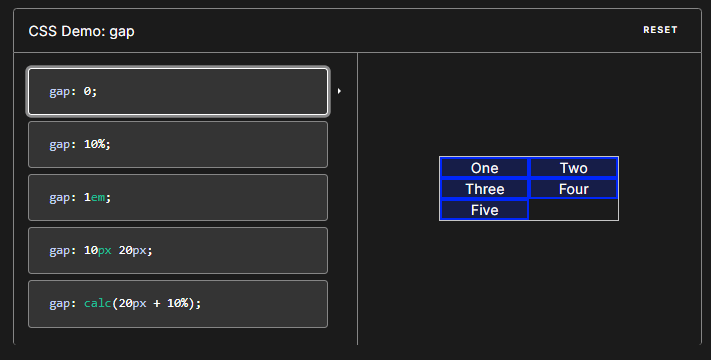 CSS Demo: gap
RESET
gap: 0;
gap: 10%;
gap: 1em;
gap: 10px 20px;
gap: calc(20px + 10%);
One Two
Three Four
Five